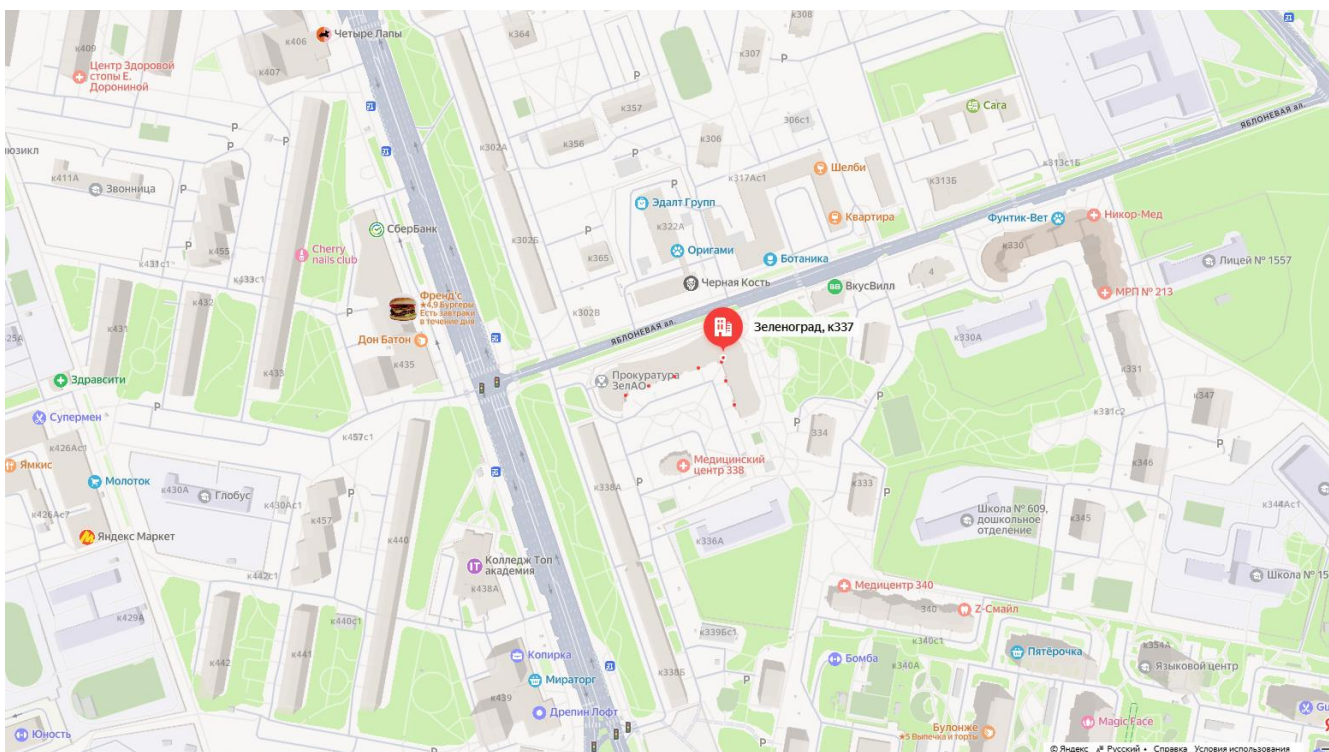 к409
к406
Четыре Лапы
к364
к308
Центр Здоровой
стопы Е.
Дорониной
к407
к307
P
P
к357
306с1
Сага
ЯБЛОНЕВАЯ ал.
P
P
к302А
к356
к306
P
юзикл
к411А
Звонница
P
P
к317Ас1
Шелби
к313с1Б
к313Б
Эдалт Групп
Квартира
Фунтик-Вет
Никор-Мед
СберБанк
к322А
P
к455
к302Б
Оригами
Ботаника
к330
Лицей № 1557
Cherry
nails club
к431с1
к433с1
к365
Черная Кость
4
ВкусВилл
МРП № 213
Френд'с
★4,9 Бургеры
Есть завтраки
в течение дня
к432
к431
к302В
ЯБЛОНЕВАЯ ал.
Зеленоград, к337
к330А
Дон Батон
к435
к433
Прокуратура
ЗелАО
к331
Здравсити
к347
P
Супермен
к331с2
P
P
334
к457с1
к426Ас1
Медицинский
центр 338
к346
Ямкис
P
Молоток
к430А
Глобус
к430Ас1
к338А
к333
P
к344Ас1
к426Ас7
к457
Школа № 609,
дошкольное
отделение
к345
Яндекс Маркет
к440
к336А
Колледж Топ
академия
к442с1
к438А
Медицентр 340
Школа № 15
к429А
к440с1
340
Z-Смайл
к339Бс1
к340с1
Пятёрочка
к354А
Копирка
Бомба
к340А
Языковой центр
к442
к441
Мираторг
к338Б
P
к439
Дрепин Лофт
Magic Face
Булонже
★5 Выпечка и торты
Юность
© Яндекс
Русский
Справка
Условия использования